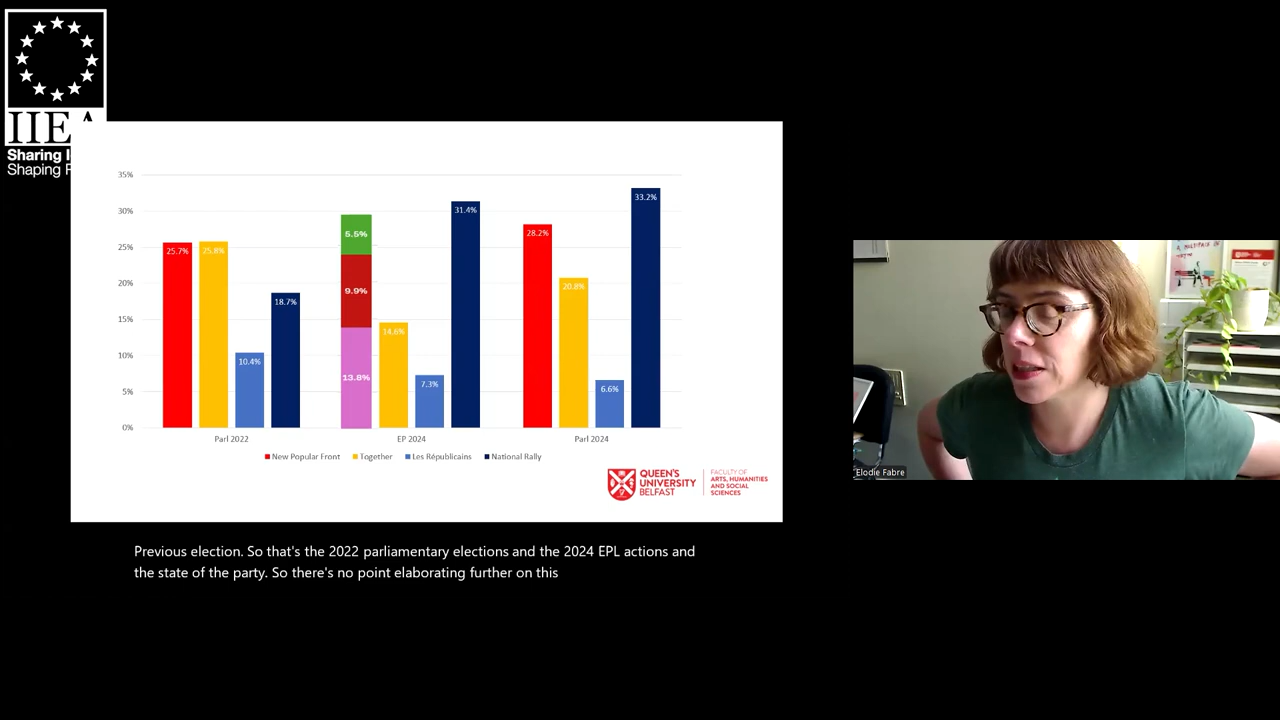 IIEA
Sharing I
Shaping P
35%
30%
25%
20%
15%
10%
5%
0%
25.7%
25.8%
10.4%
18.7%
5.5%
9.9%
13.8%
14.6%
7.3%
31.4%
28.2%
20.8%
6.6%
33.2%
Parl 2022
EP 2024
Parl 2024
New Popular Front
Together
Les Républicains
National Rally
QUEEN'S
UNIVERSITY
BELFAST
FACULTY OF
ARTS, HUMANITIES
AND SOCIAL
SCIENCES
Elodie Fabre
Previous election. So that's the 2022 parliamentary elections and the 2024 EPL actions and
the state of the party. So there's no point elaborating further on this